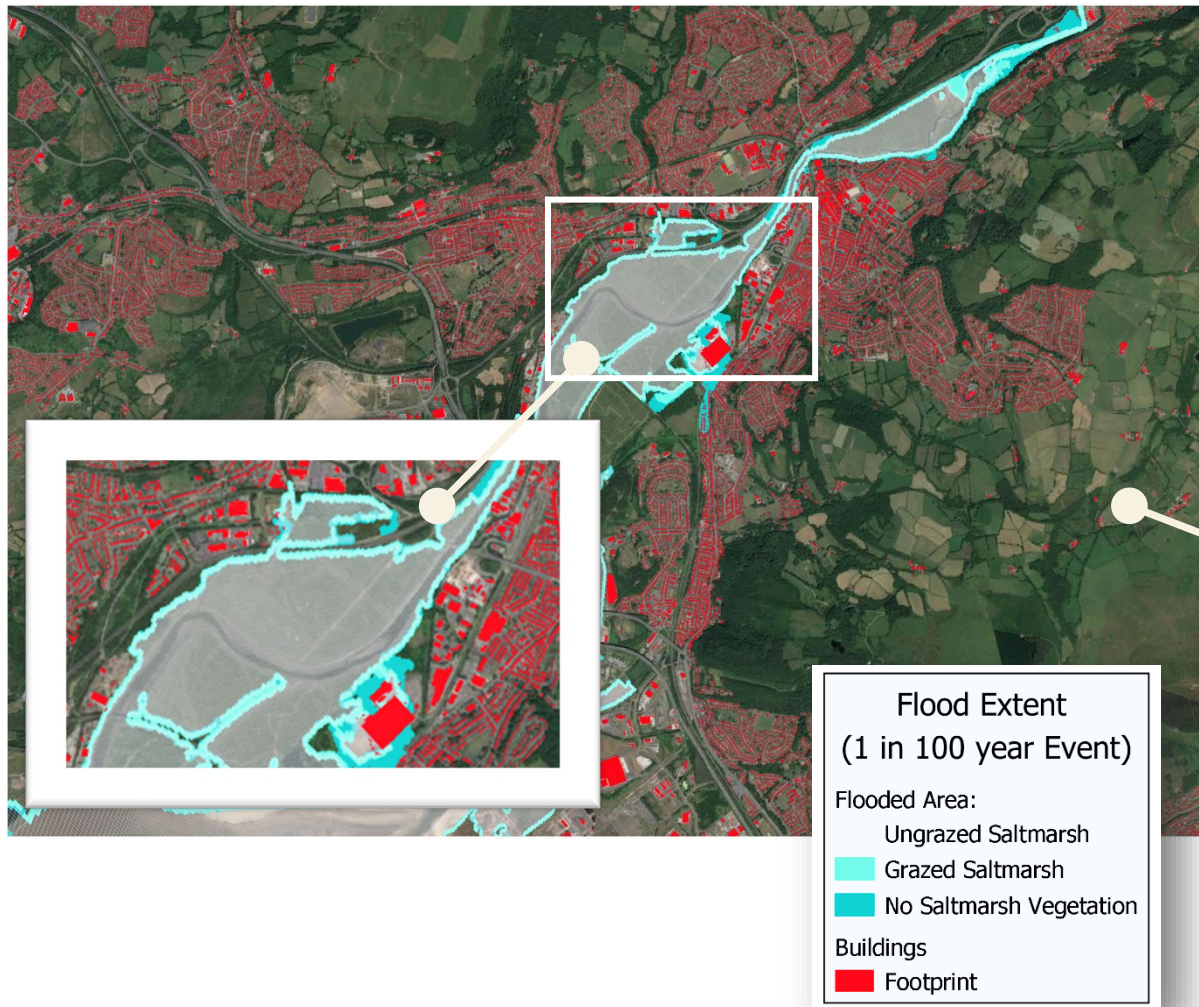 Flood Extent
(1 in 100 year Event)
Flooded Area:
Ungrazed Saltmarsh
Grazed Saltmarsh
No Saltmarsh Vegetation
Buildings
Footprint